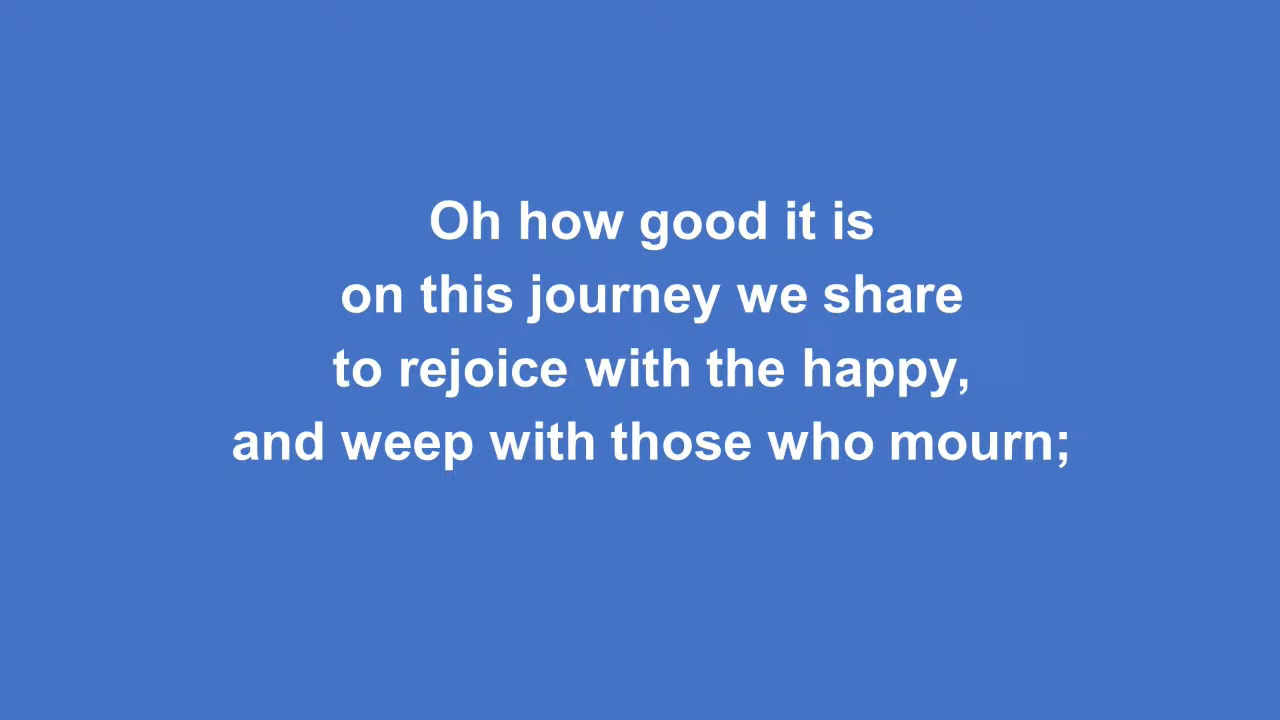 Oh how good it is
on this journey we share
to rejoice with the happy,
and weep with those who mourn;